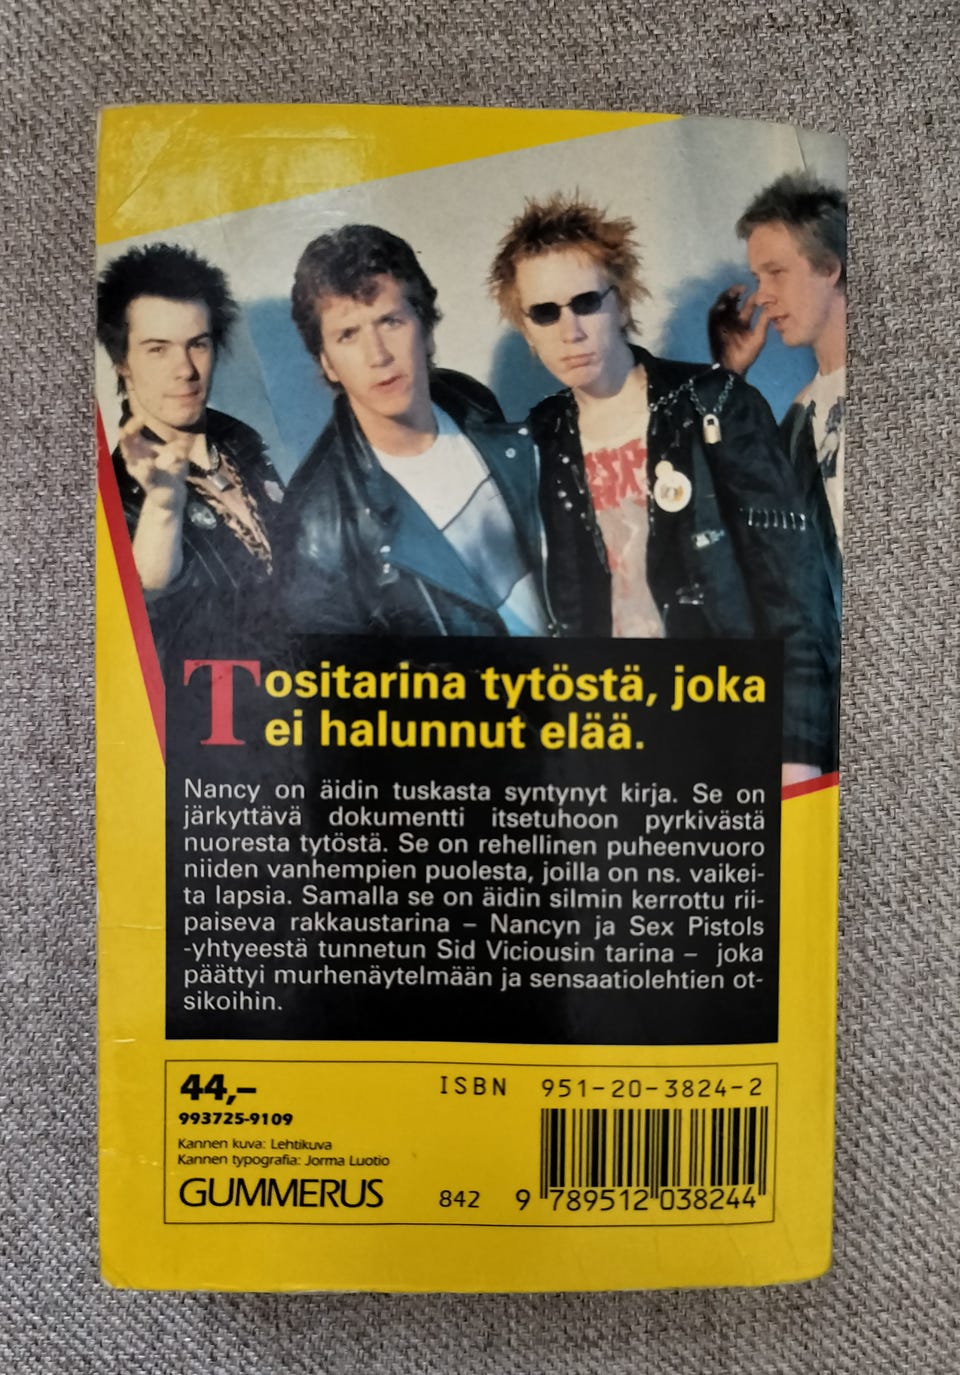 Tositarina tytöstä, joka
ei halunnut elää.
Nancy on äidin tuskasta syntynyt kirja. Se on
järkyttävä dokumentti itsetuhoon pyrkivästä
nuoresta tytöstä. Se on rehellinen puheenvuoro
niiden vanhempien puolesta, joilla on ns. vaikei-
ta lapsia. Samalla se on äidin silmin kerrottu rii-
paiseva rakkaustarina – Nancyn ja Sex Pistols
-yhtyeestä tunnetun Sid Viciousin tarina – joka
päättyi murhenäytelmään ja sensaatiolehtien ot-
sikoihin.
44,–
993725-9109
Kannen kuva: Lehtikuva
Kannen typografia: Jorma Luotio
GUMMERUS
ISBN 951-20-3824-2
842
9 789512 038244